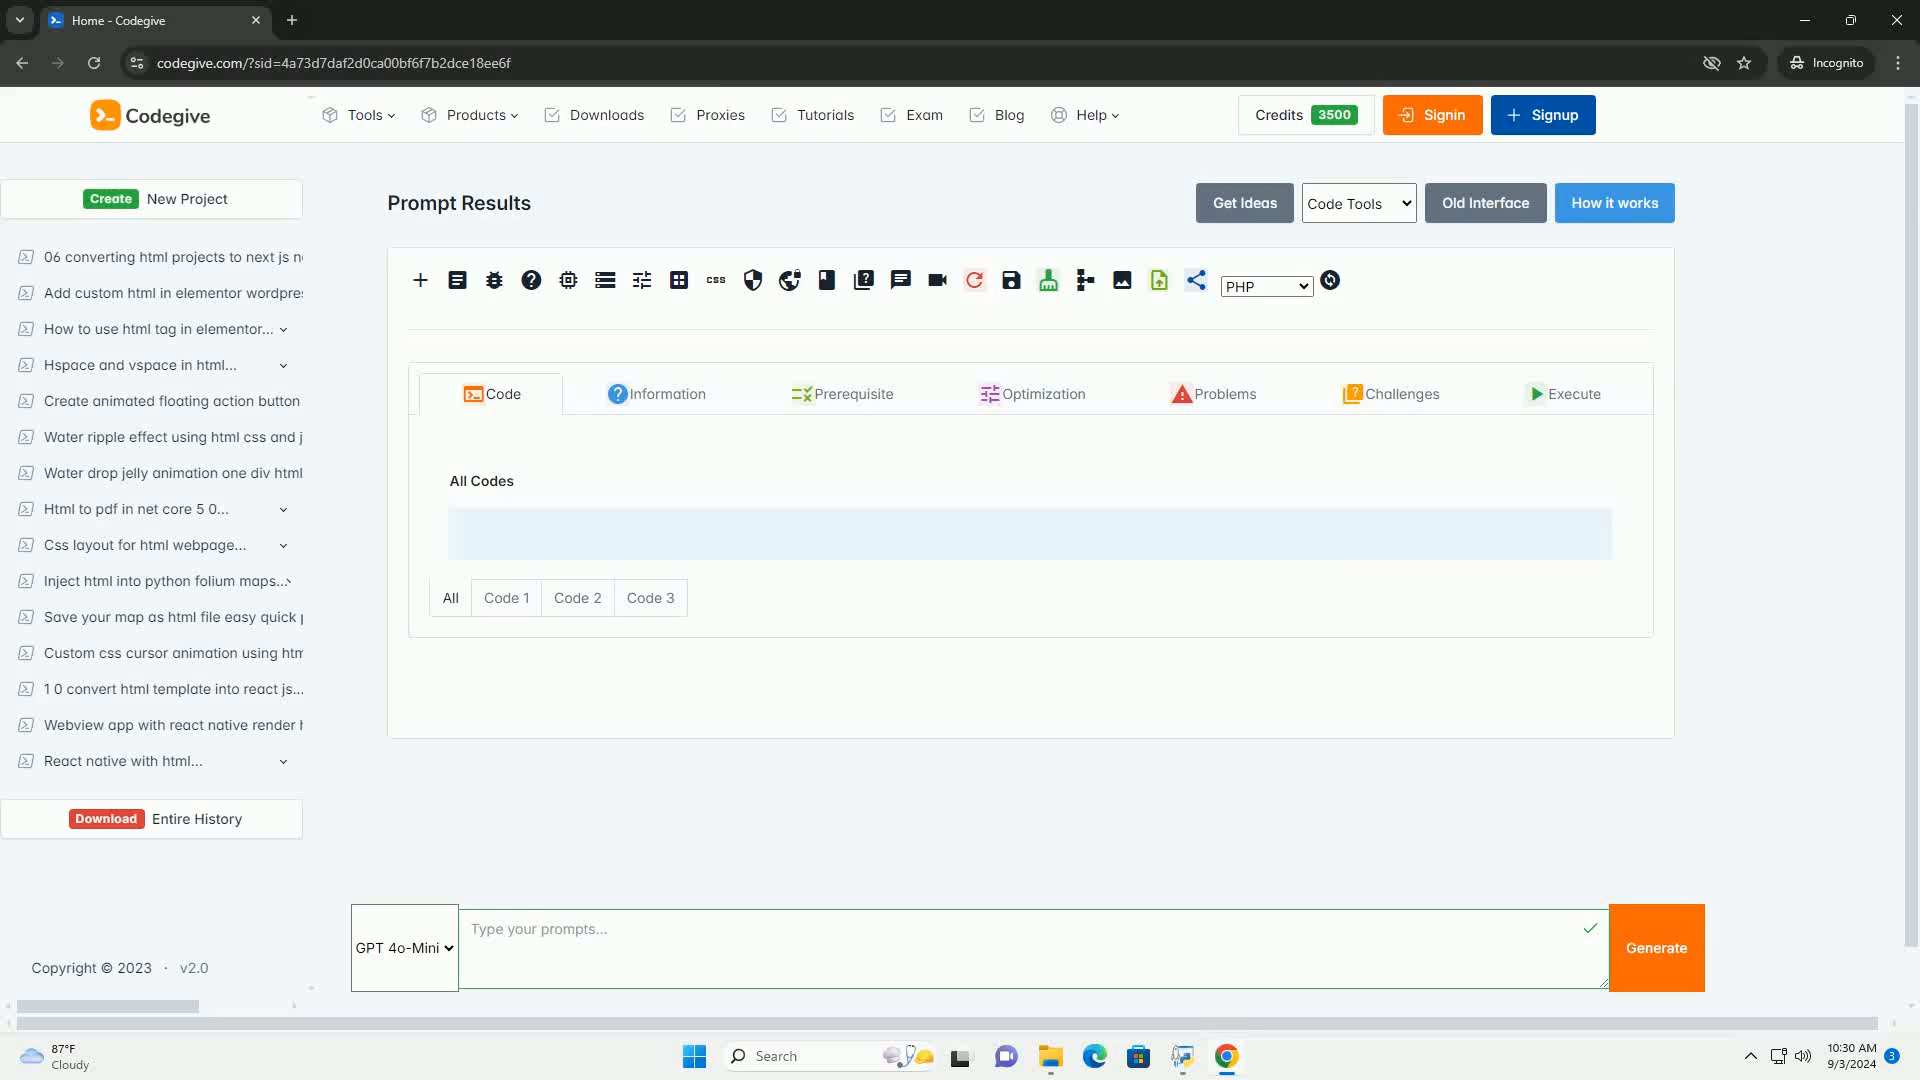 Home - Codegive
codegive.com/?sid=4a73d7daf2d0ca00bf6f7b2dce18ee6f
Incognito
Codegive
Tools
Products
Downloads
Proxies
Tutorials
Exam
Blog
Help
Credits 3500
Signin
Signup
Create New Project
06 converting html projects to next js n
Add custom html in elementor wordpre
How to use html tag in elementor...
Hspace and vspace in html...
Create animated floating action button
Water ripple effect using html css and j
Water drop jelly animation one div html
Html to pdf in net core 5 0...
Css layout for html webpage...
Inject html into python folium maps...
Save your map as html file easy quick p
Custom css cursor animation using htm
1 0 convert html template into react js...
Webview app with react native render h
React native with html...
Download Entire History
Copyright © 2023 · v2.0
Prompt Results
Get Ideas
Code Tools
Old Interface
How it works
css
PHP
Code
Information
Prerequisite
Optimization
Problems
Challenges
Execute
All Codes
All
Code 1
Code 2
Code 3
GPT 4o-Mini
Type your prompts...
Generate
87°F
Cloudy
Search
10:30 AM
9/3/2024
3